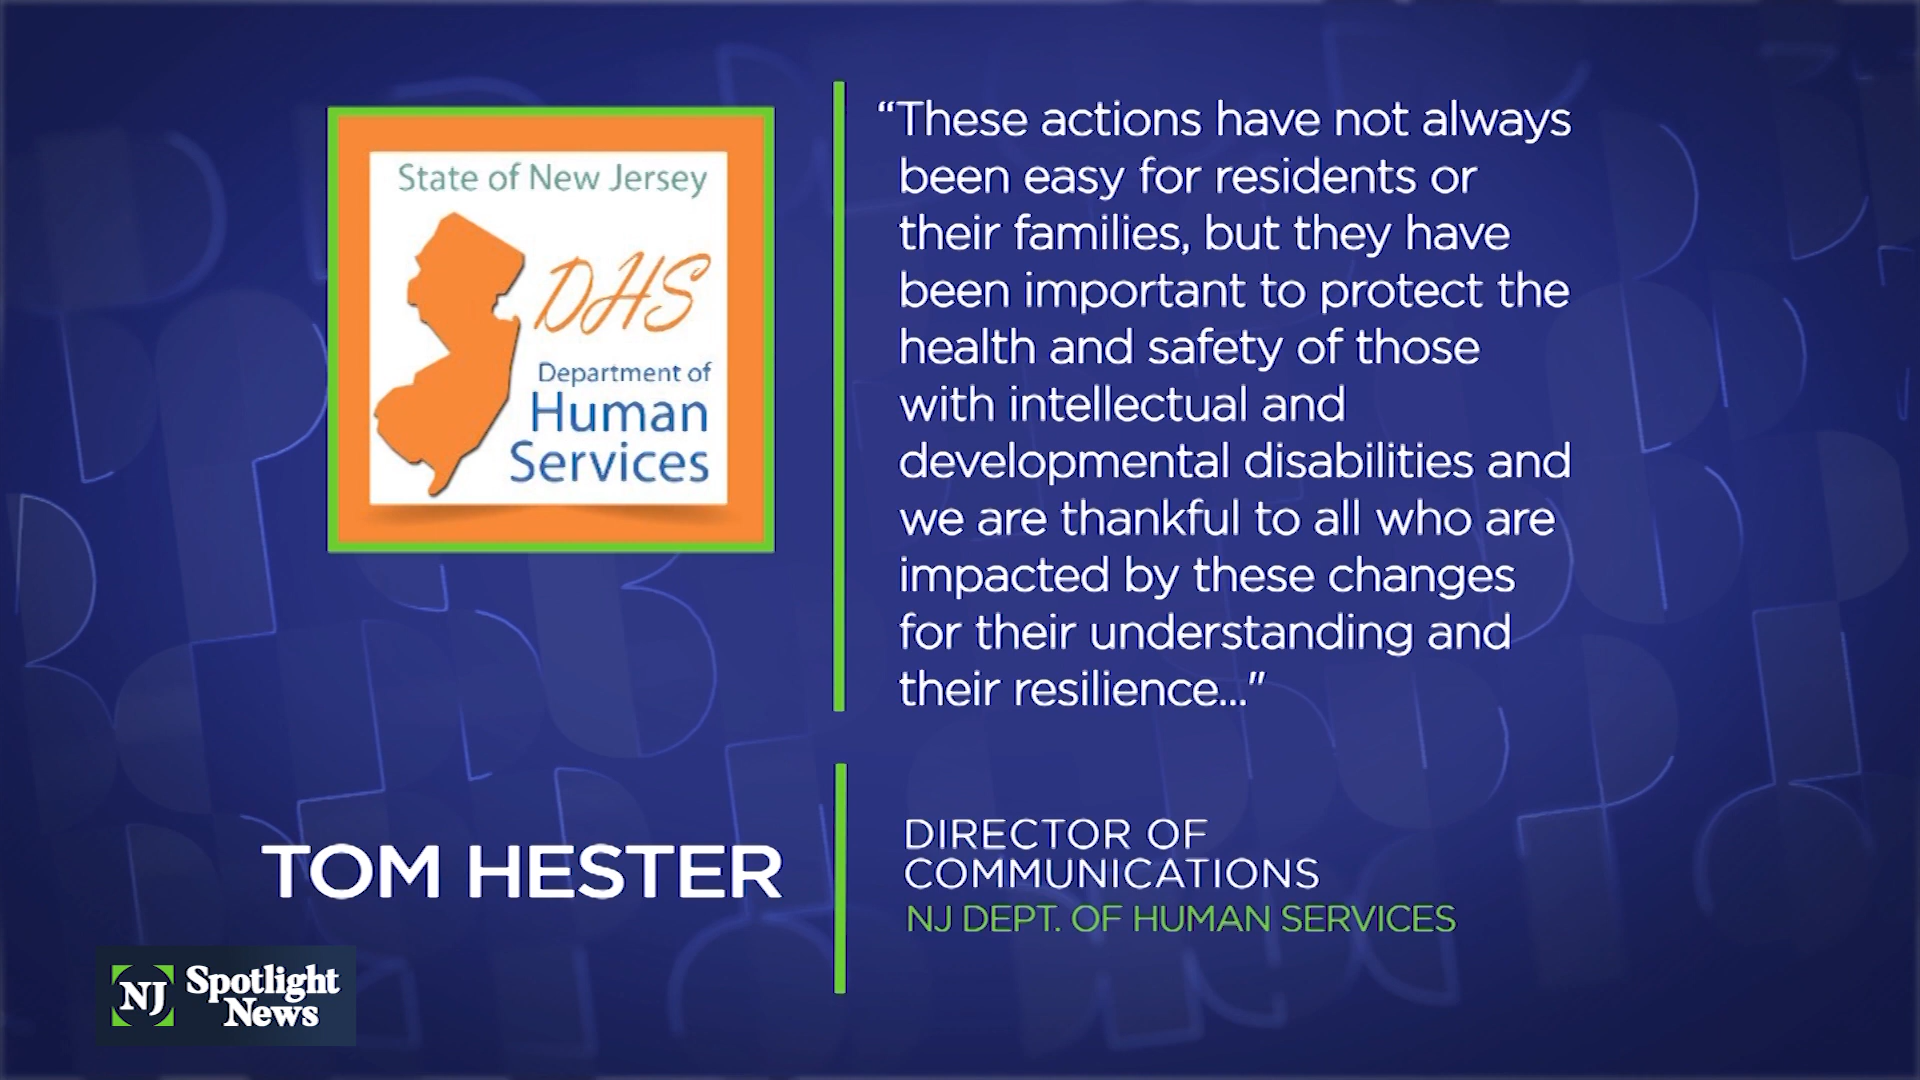 State of New Jersey
DHS
Department of
Human
Services
“These actions have not always
been easy for residents or
their families, but they have
been important to protect the
health and safety of those
with intellectual and
developmental disabilities and
we are thankful to all who are
impacted by these changes
for their understanding and
their resilience..."
TOM HESTER
DIRECTOR OF
COMMUNICATIONS
NJ DEPT. OF HUMAN SERVICES
NJ Spotlight
News